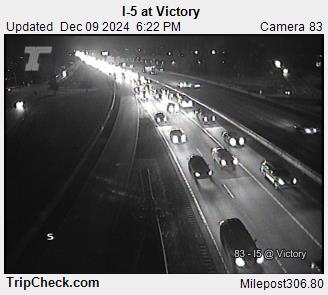 I-5 at Victory
Updated Dec 09 2024 6:22 PM Camera 83
T
S
83 - I5 @ Victory
TripCheck.com Milepost306.80